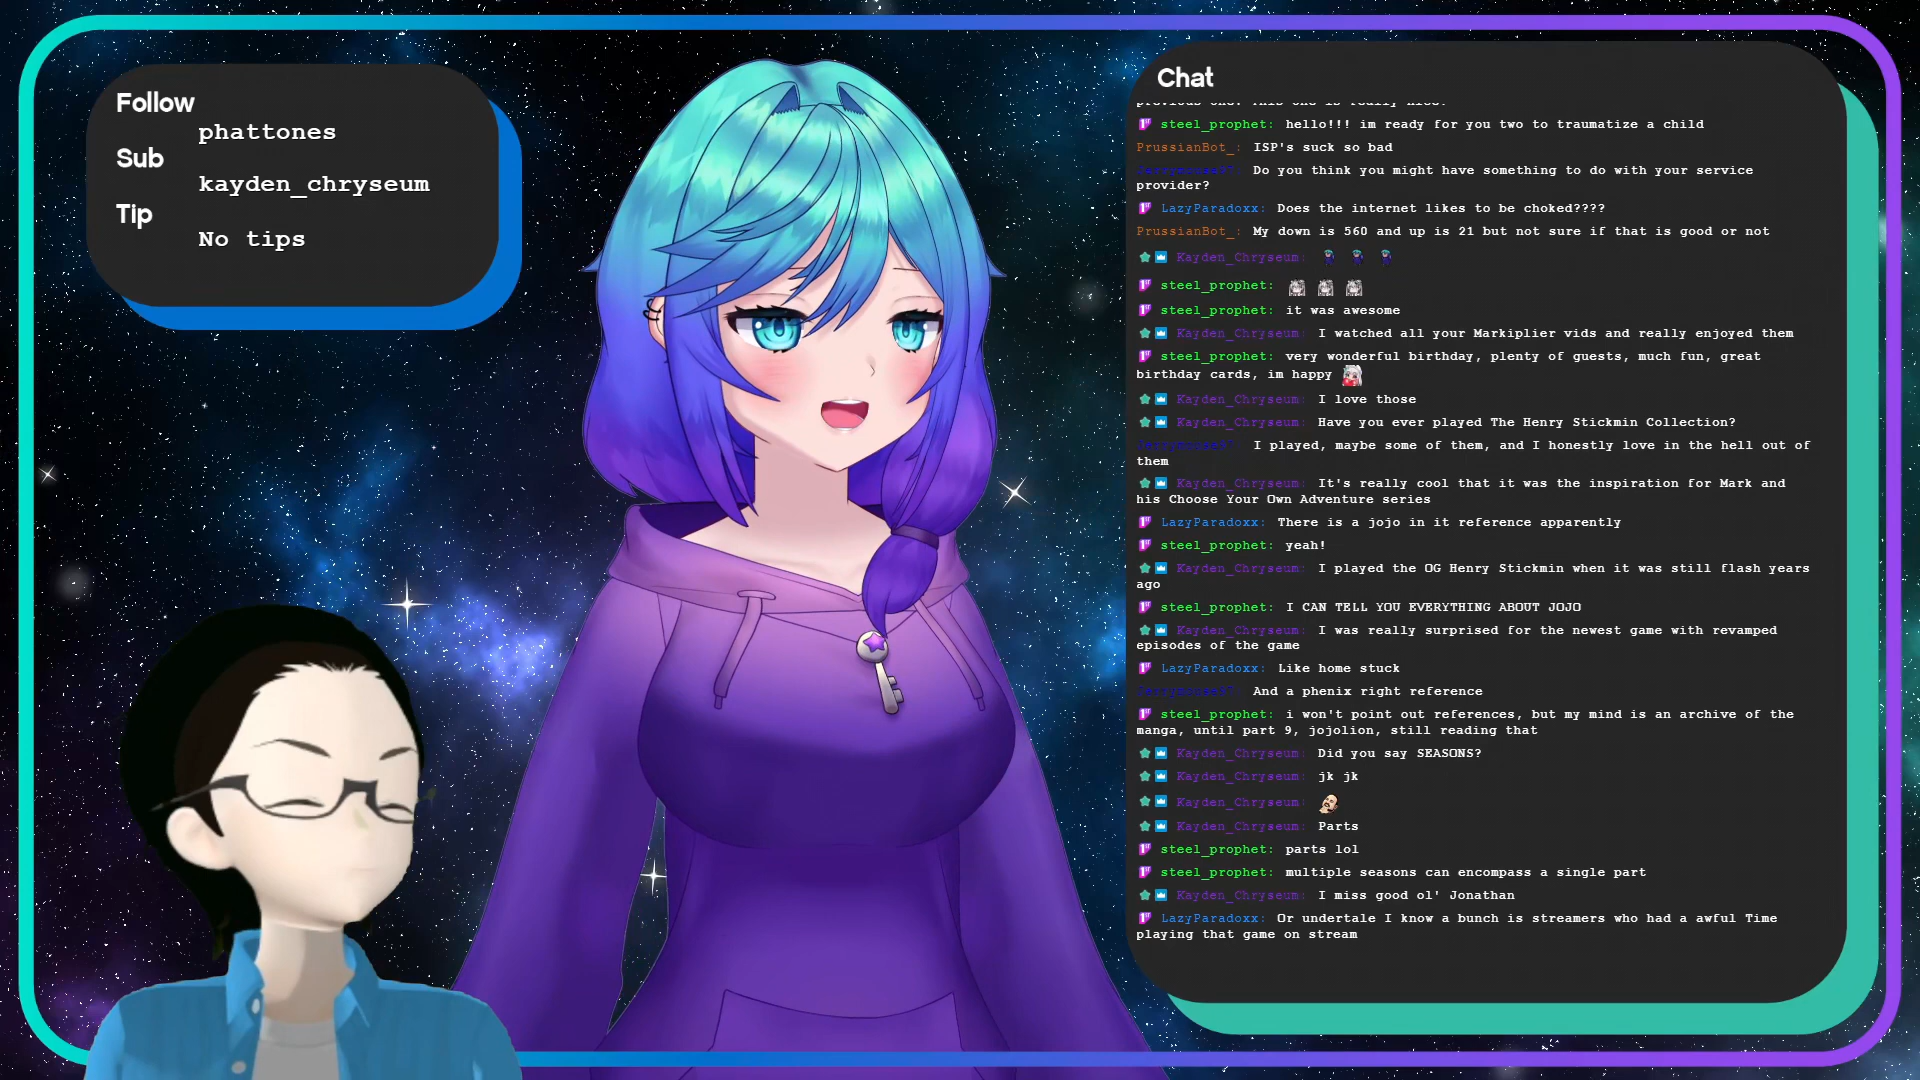 Follow
phattones
Sub
kayden_chryseum
Tip
No tips
Chat
steel_prophet: hello!!! im ready for you two to traumatize a child
PrussianBot_: ISP's suck so bad
Do you think you might have something to do with your service
provider?
LazyParadoxx: Does the internet likes to be choked????
PrussianBot_: My down is 560 and up is 21 but not sure if that is good or not
Kayden_Chryseum:
steel_prophet:
steel_prophet: it was awesome
Kayden_Chryseum: I watched all your Markiplier vids and really enjoyed them
steel_prophet: very wonderful birthday, plenty of guests, much fun, great
birthday cards, im happy
Kayden_Chryseum: I love those
Kayden_Chryseum: Have you ever played The Henry Stickmin Collection?
I played, maybe some of them, and I honestly love in the hell out of
them
Kayden_Chryseum: It's really cool that it was the inspiration for Mark and
his Choose Your Own Adventure series
LazyParadoxx: There is a jojo in it reference apparently
steel_prophet: yeah!
Kayden_Chryseum: I played the OG Henry Stickmin when it was still flash years
ago
steel_prophet: I CAN TELL YOU EVERYTHING ABOUT JOJO
Kayden_Chryseum: I was really surprised for the newest game with revamped
episodes of the game
LazyParadoxx: Like home stuck
And a phenix right reference
steel_prophet: i won't point out references, but my mind is an archive of the
manga, until part 9, jojolion, still reading that
Kayden_Chryseum: Did you say SEASONS?
Kayden_Chryseum: jk jk
Kayden_Chryseum:
Kayden_Chryseum: Parts
steel_prophet: parts lol
steel_prophet: multiple seasons can encompass a single part
Kayden_Chryseum: I miss good ol' Jonathan
LazyParadoxx: Or undertale I know a bunch is streamers who had a awful Time
playing that game on stream